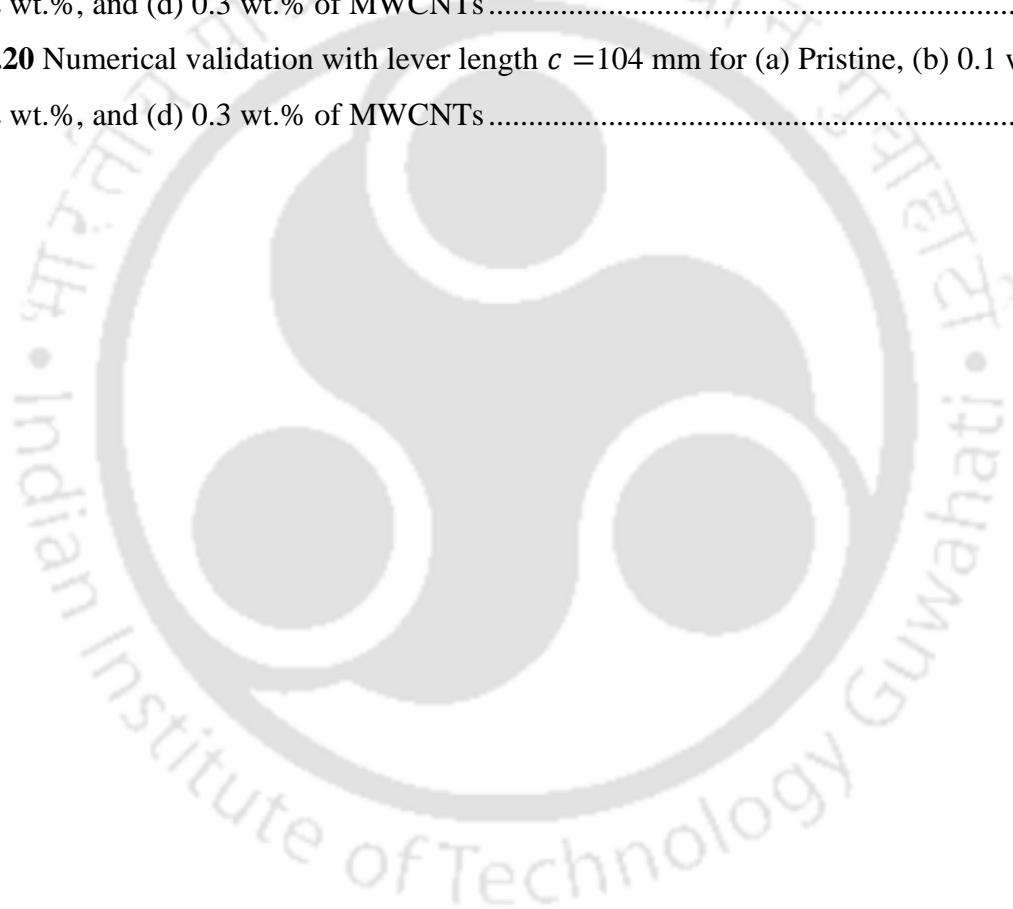 wt.%, and (d) 0.3 wt.% of MWCNTs
.20 Numerical validation with lever length 𝑐 =104 mm for (a) Pristine, (b) 0.1 w
wt.%, and (d) 0.3 wt.% of MWCNTs
Indian Institute of Technology Guwahati